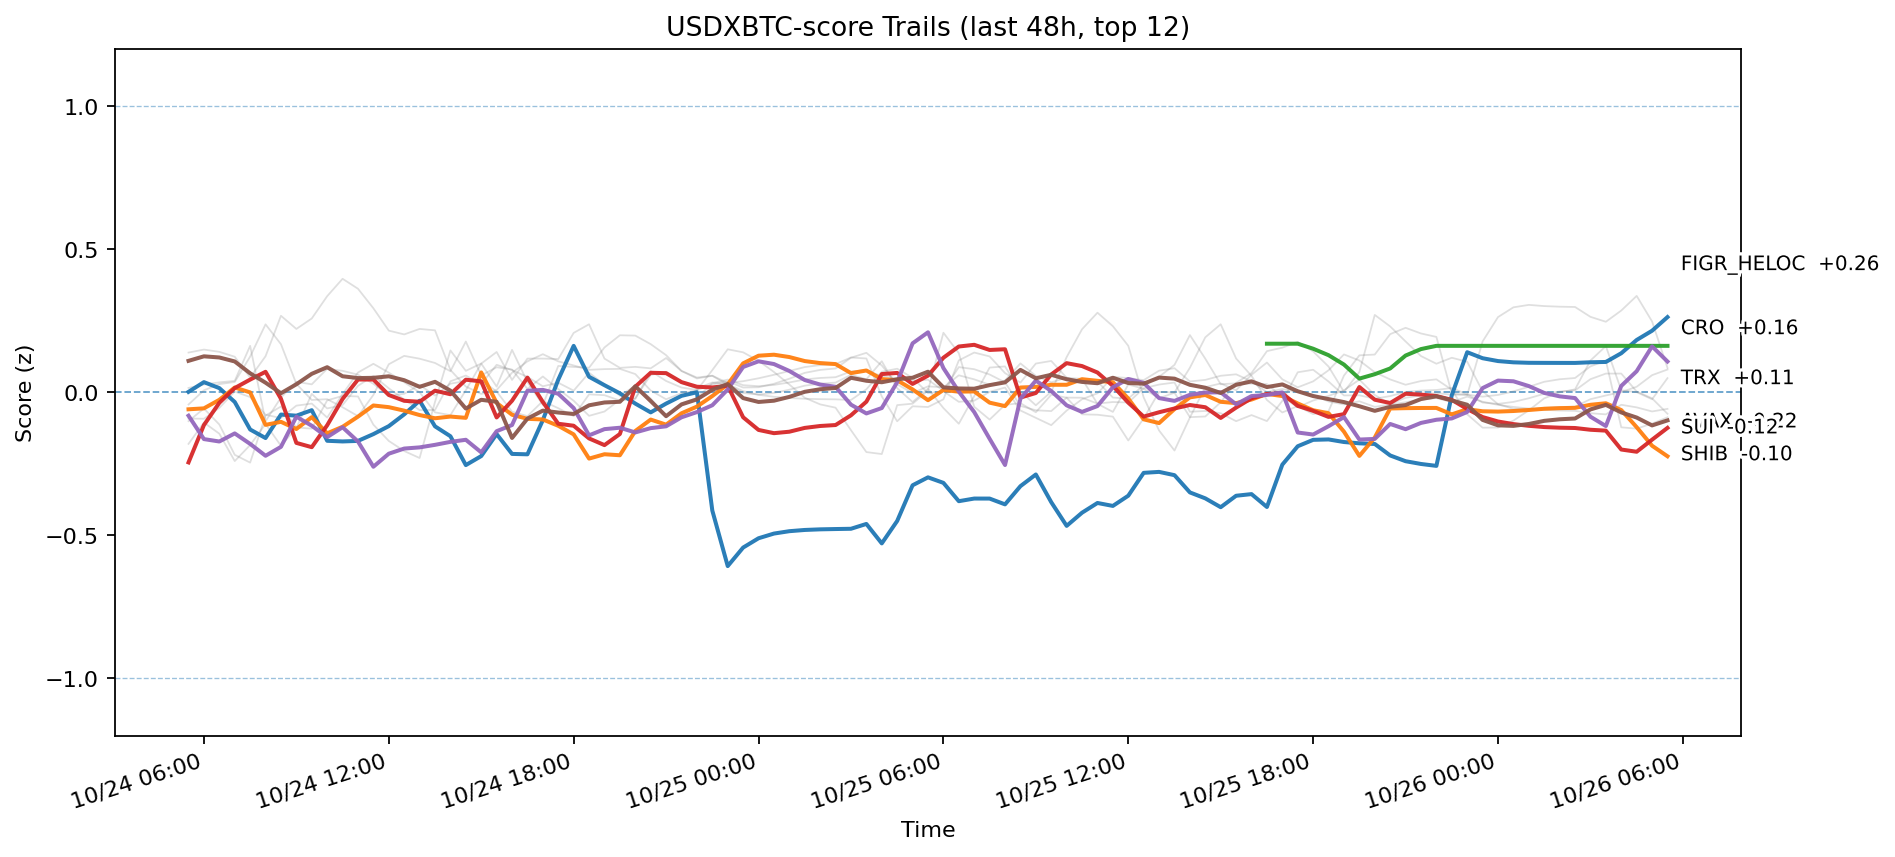 USDXBTC-score Trails (last 48h, top 12)
1.0
0.5
0.0
−0.5
−1.0
Score (z)
FIGR_HELOC +0.26
CRO +0.16
TRX +0.11
SUI -0.12
SHIB -0.10
10/24 06:00
10/24 12:00
10/24 18:00
10/25 00:00
10/25 06:00
10/25 12:00
10/25 18:00
10/26 00:00
10/26 06:00
Time